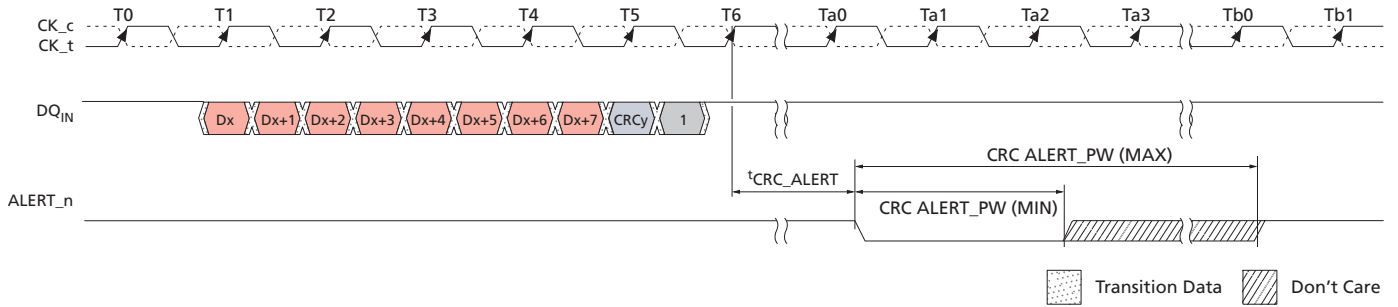 T0 T1 T2 T3 T4 T5 T6 Ta0 Ta1 Ta2 Ta3 Tb0 Tb1
CK_c
CK_t
DQIN
Dx Dx+1 Dx+2 Dx+3 Dx+4 Dx+5 Dx+6 Dx+7 CRCy 1
CRC ALERT_PW (MAX)
tCRC_ALERT
CRC ALERT_PW (MIN)
ALERT_n
Transition Data Don't Care